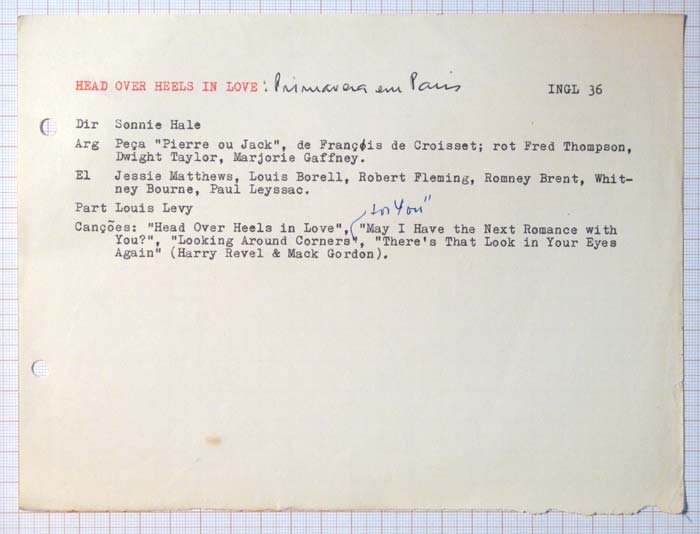 HEAD OVER HEELS IN LOVE : Primavera em Paris INGL 36
Dir Sonnie Hale
Arg Peça "Pierre ou Jack", de François de Croisset; rot Fred Thompson,
Dwight Taylor, Marjorie Gaffney.
El Jessie Matthews, Louis Borell, Robert Fleming, Romney Brent, Whit-
ney Bourne, Paul Leyssac.
Part Louis Levy
for You"
Canções: "Head Over Heels in Love", "May I Have the Next Romance with
You?", "Looking Around Corners", "There's That Look in Your Eyes
Again" (Harry Revel & Mack Gordon).